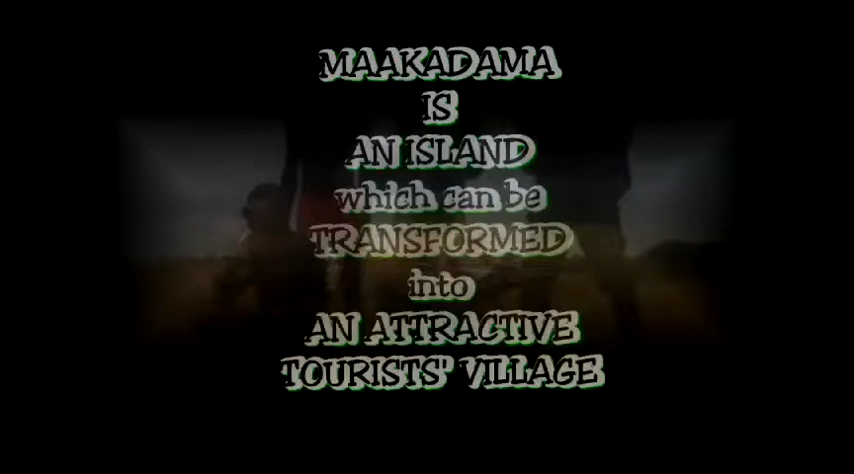 MAAKADAMA
IS
AN ISLAND
which can be
TRANSFORMED
into
AN ATTRACTIVE
TOURISTS' VILLAGE